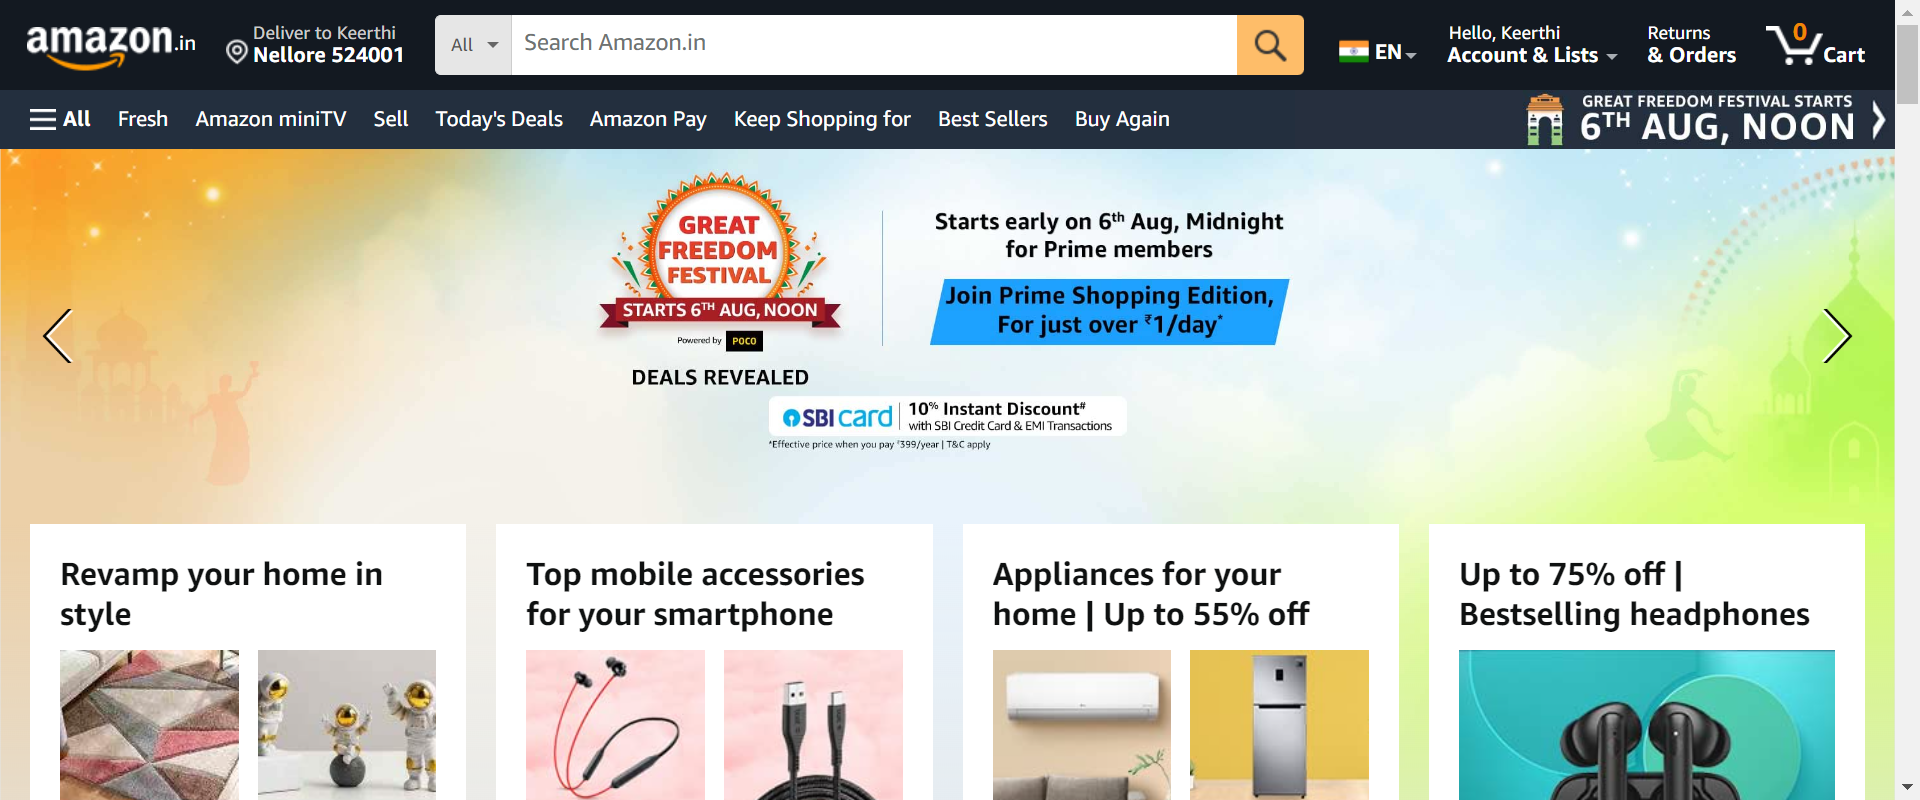 amazon.in
Deliver to Keerthi
Nellore 524001
All
Search Amazon.in
EN
Hello, Keerthi
Account & Lists
Returns
& Orders
0
Cart
All
Fresh
Amazon miniTV
Sell
Today's Deals
Amazon Pay
Keep Shopping for
Best Sellers
Buy Again
GREAT FREEDOM FESTIVAL STARTS
6TH AUG, NOON
GREAT
FREEDOM
FESTIVAL
STARTS 6TH AUG, NOON
Powered by POCO
DEALS REVEALED
Starts early on 6th Aug, Midnight
for Prime members
Join Prime Shopping Edition,
For just over ₹1/day*
SBI card
10% Instant Discount#
with SBI Credit Card & EMI Transactions
*Effective price when you pay ₹399/year | T&C apply
Revamp your home in
style
Top mobile accessories
for your smartphone
Appliances for your
home | Up to 55% off
Up to 75% off |
Bestselling headphones